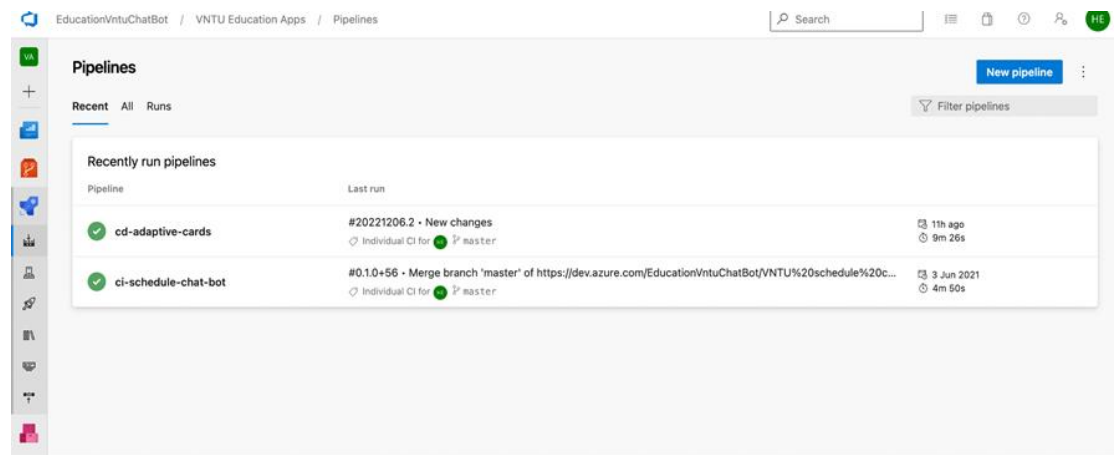 EducationVntuChatBot / VNTU Education Apps / Pipelines
Search
HE
VA
Pipelines
New pipeline
Recent All Runs
Filter pipelines
Recently run pipelines
Pipeline Last run
cd-adaptive-cards
#20221206.2 • New changes
Individual CI for HE master
11h ago
9m 26s
ci-schedule-chat-bot
#0.1.0+56 • Merge branch 'master' of https://dev.azure.com/EducationVntuChatBot/VNTU%20schedule%20c...
Individual CI for HE master
3 Jun 2021
4m 50s